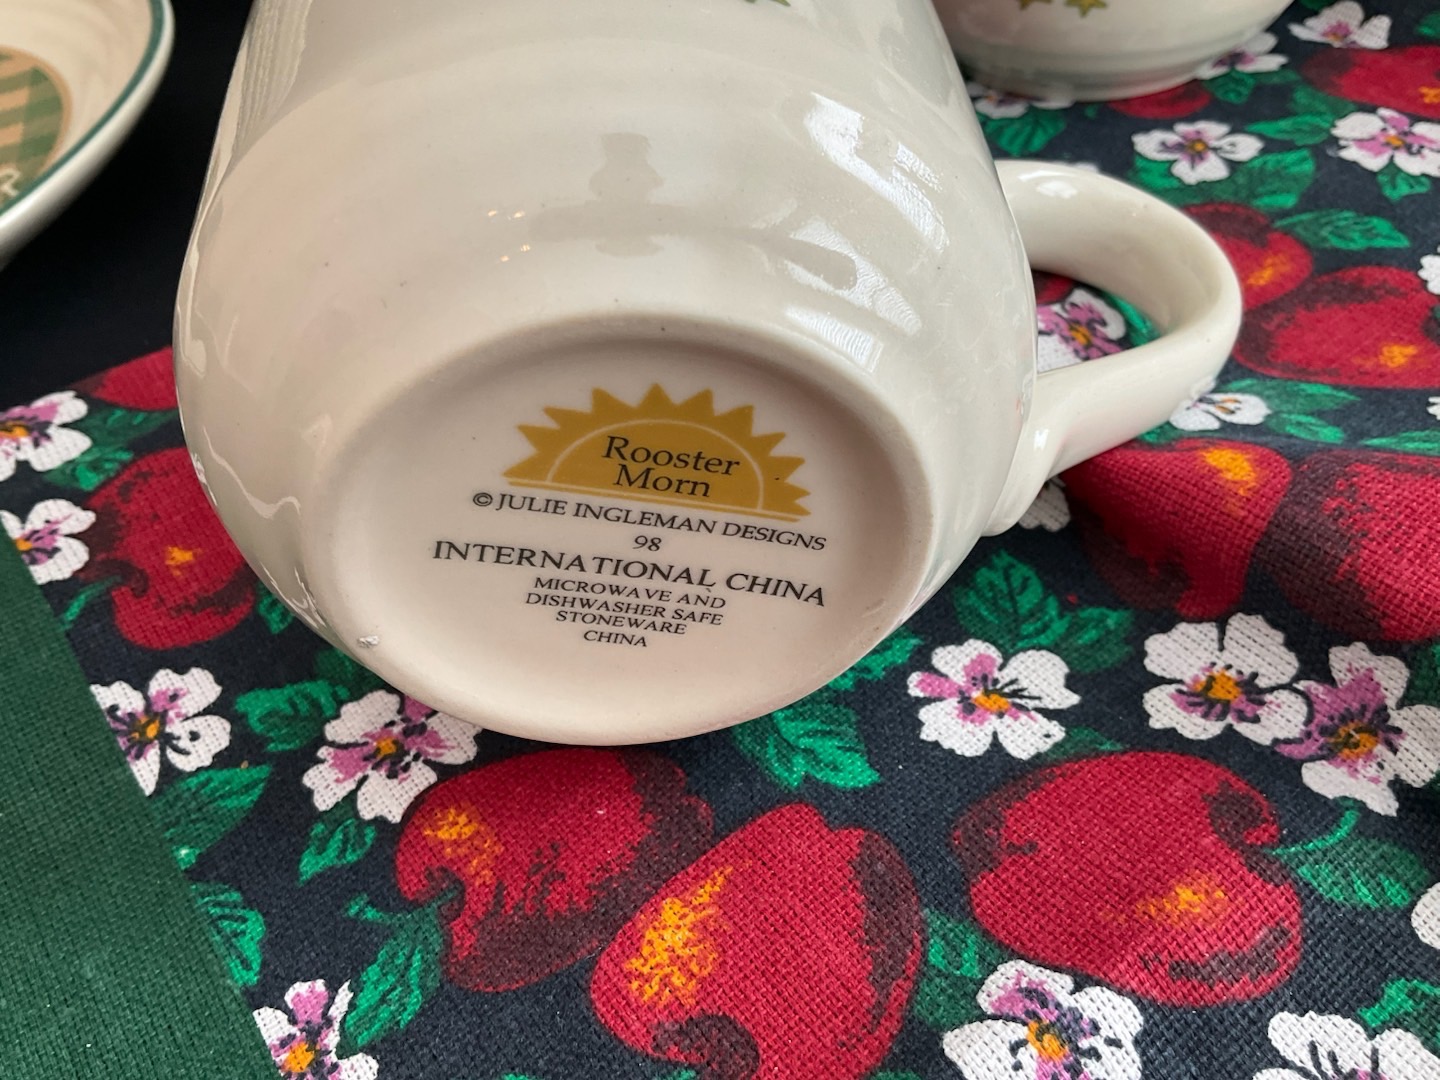 Rooster
Morn
© JULIE INGLEMAN DESIGNS
98
INTERNATIONAL CHINA
MICROWAVE AND
DISHWASHER SAFE
STONEWARE
CHINA